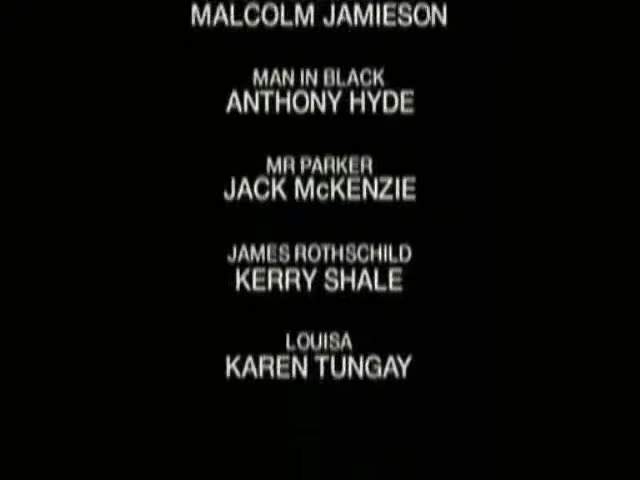 MALCOLM JAMIESON
MAN IN BLACK
ANTHONY HYDE
MR PARKER
JACK McKENZIE
JAMES ROTHSCHILD
KERRY SHALE
LOUISA
KAREN TUNGAY